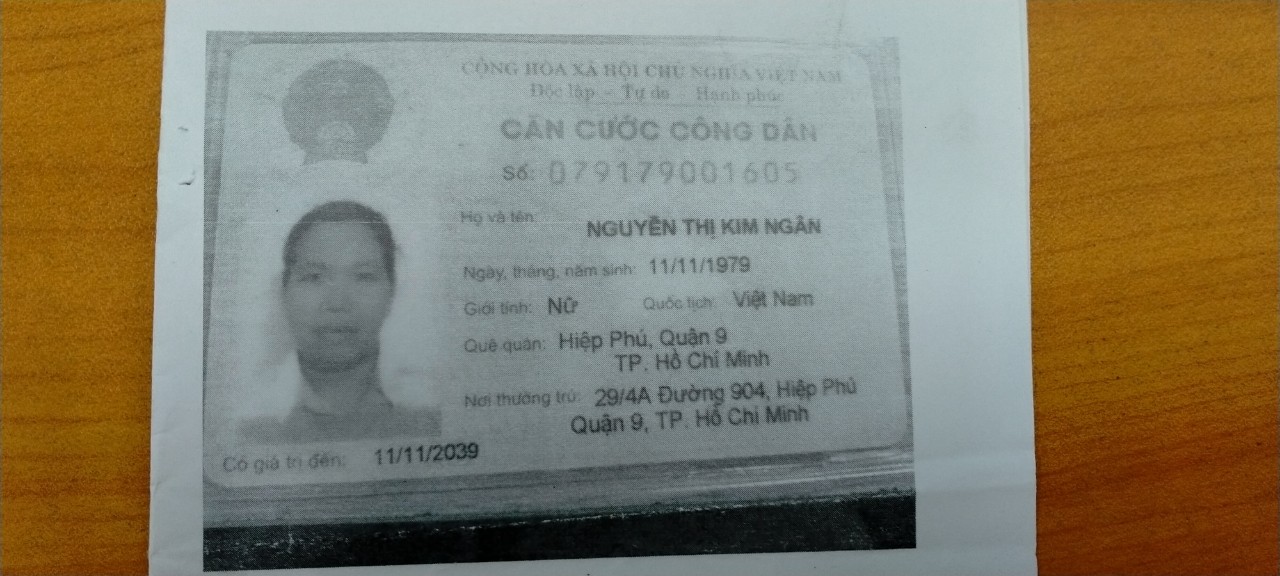 CỘNG HÒA XÃ HỘI CHỦ NGHĨA VIỆT NAM
Độc lập - Tự do Hạnh phúc
CĂN CƯỚC CÔNG DÂN
Số: 079179001605
Họ và tên: NGUYỄN THỊ KIM NGÂN
Ngày, tháng, năm sinh: 11/11/1979
Giới tính: Nữ Quốc tịch: Việt Nam
Quê quán: Hiệp Phú, Quận 9
TP. Hồ Chí Minh
Nơi thường trú: 29/4A Đường 904, Hiệp Phú
Quận 9, TP. Hồ Chí Minh
Có giá trị đến: 11/11/2039